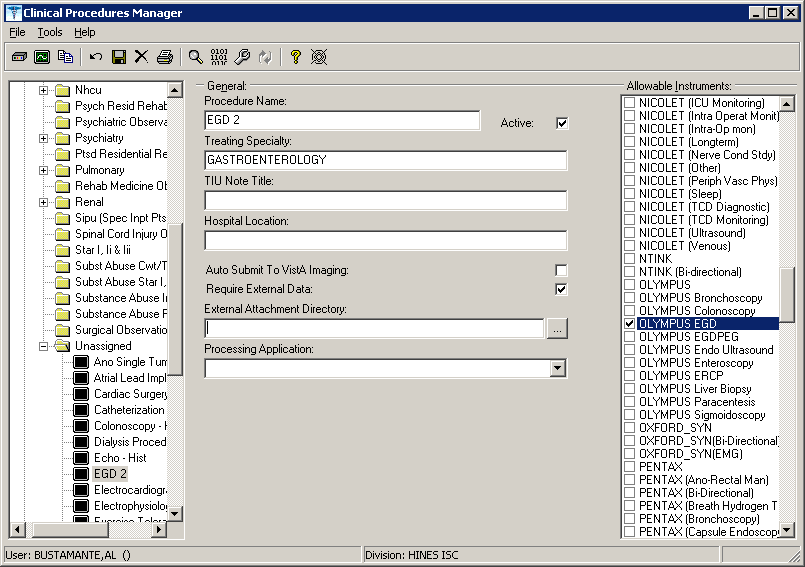 Clinical Procedures Manager
File Tools Help
Nhcu
Psych Resid Rehab
Psychiatric Observa
Psychiatry
Ptsd Residential Re
Pulmonary
Rehab Medicine Ob
Renal
Sipu (Spec Inpt Pts
Spinal Cord Injury O
Star I, Ii & Iii
Subst Abuse Cwt/T
Subst Abuse Star I,
Substance Abuse In
Substance Abuse F
Surgical Observatio
Unassigned
Ano Single Tum
Atrial Lead Impl
Cardiac Surgery
Catheterization
Colonoscopy - H
Dialysis Proced
Echo - Hist
EGD 2
Electrocardiogra
Electrophysiolog
Exercise Tolera
General:
Procedure Name:
EGD 2
Active:
Treating Specialty:
GASTROENTEROLOGY
TIU Note Title:
Hospital Location:
Auto Submit To VistA Imaging:
Require External Data:
External Attachment Directory:
...
Processing Application:
Allowable Instruments:
NICOLET (ICU Monitoring)
NICOLET (Intra Operat Monit)
NICOLET (Intra-Op mon)
NICOLET (Longterm)
NICOLET (Nerve Cond Stdy)
NICOLET (Other)
NICOLET (Periph Vasc Phys)
NICOLET (Sleep)
NICOLET (TCD Diagnostic)
NICOLET (TCD Monitoring)
NICOLET (Ultrasound)
NICOLET (Venous)
NTINK
NTINK (Bi-directional)
OLYMPUS
OLYMPUS Bronchoscopy
OLYMPUS Colonoscopy
OLYMPUS EGD
OLYMPUS EGDPEG
OLYMPUS Endo Ultrasound
OLYMPUS Enteroscopy
OLYMPUS ERCP
OLYMPUS Liver Biopsy
OLYMPUS Paracentesis
OLYMPUS Sigmoidoscopy
OXFORD_SYN
OXFORD_SYN(Bi-Directional)
OXFORD_SYN(EMG)
PENTAX
PENTAX (Ano-Rectal Man)
PENTAX (Bi-Directional)
PENTAX (Breath Hydrogen T
PENTAX (Bronchoscopy)
PENTAX (Capsule Endoscopy
User: BUSTAMANTE,AL ()
Division: HINES ISC